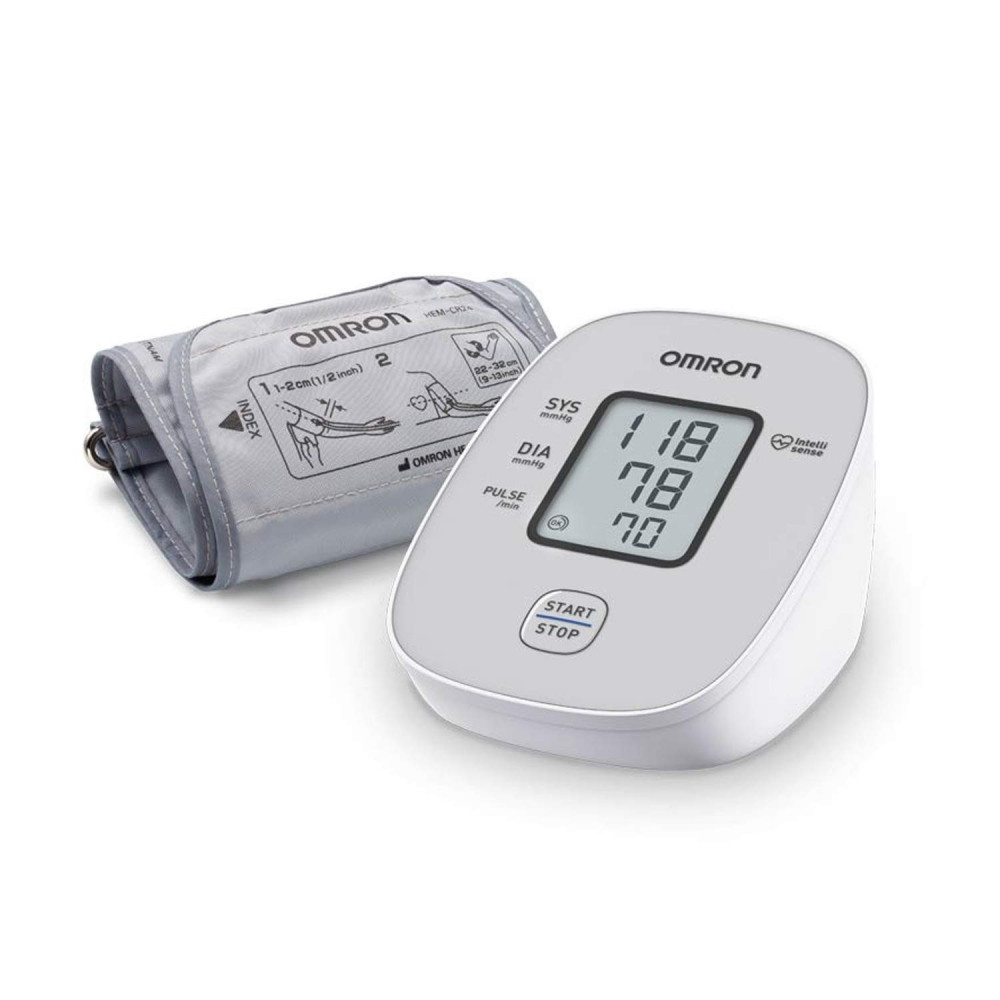 OMRON
HEM-CR24
1 1-2cm(1/2inch)
2
22-32cm
(9-13inch)
INDEX
OMRON HE
OMRON
SYS
mmHg
DIA
mmHg
PULSE
/min
118
78
70
OK
Intelli
sense
START
STOP